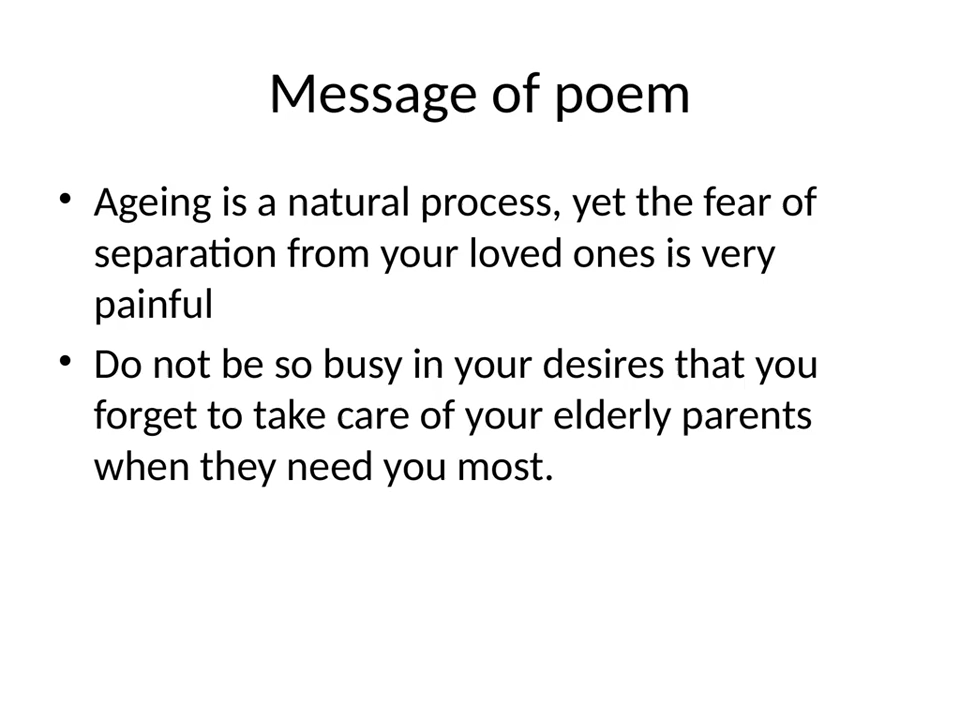 Message of poem
• Ageing is a natural process, yet the fear of
separation from your loved ones is very
painful
• Do not be so busy in your desires that you
forget to take care of your elderly parents
when they need you most.